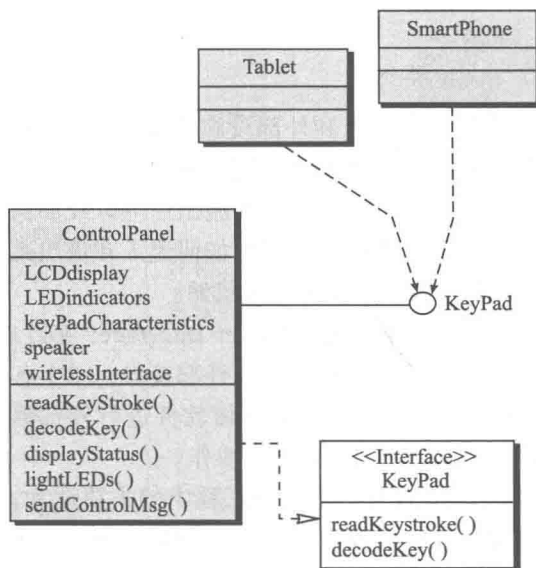 SmartPhone
Tablet
ControlPanel
LCDdisplay
LEDindicators
keyPadCharacteristics
speaker
wirelessInterface
readKeyStroke( )
decodeKey( )
displayStatus( )
lightLEDs( )
sendControlMsg( )
KeyPad
<<Interface>>
KeyPad
readKeystroke( )
decodeKey( )